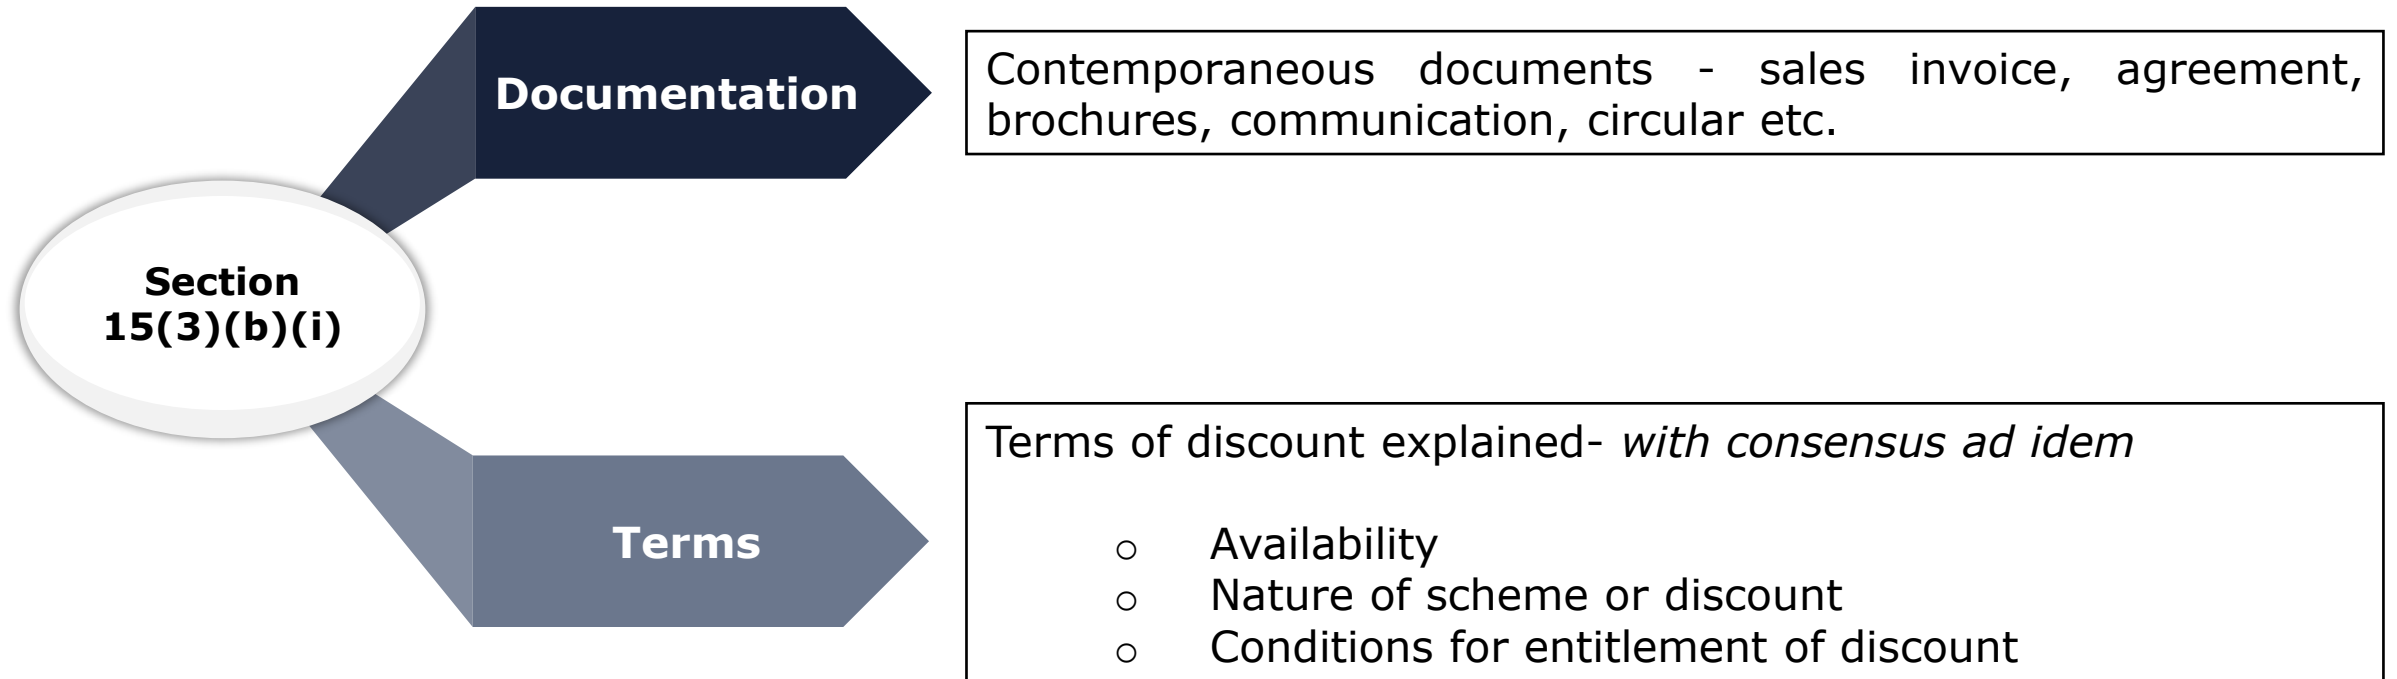 Documentation
Contemporaneous documents - sales invoice, agreement,
brochures, communication, circular etc.
Section
15(3)(b)(i)
Terms
Terms of discount explained- with consensus ad idem
○ Availability
○ Nature of scheme or discount
○ Conditions for entitlement of discount